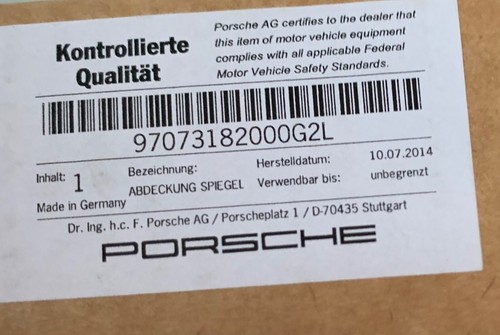 Kontrollierte
Qualität
Porsche AG certifies to the dealer that
this item of motor vehicle equipment
complies with all applicable Federal
Motor Vehicle Safety Standards.
97073182000G2L
Inhalt: 1
Bezeichnung:
ABDECKUNG SPIEGEL
Herstelldatum: 10.07.2014
Verwendbar bis: unbegrenzt
Made in Germany
Dr. Ing. h.c. F. Porsche AG / Porscheplatz 1 / D-70435 Stuttgart
PORSCHE